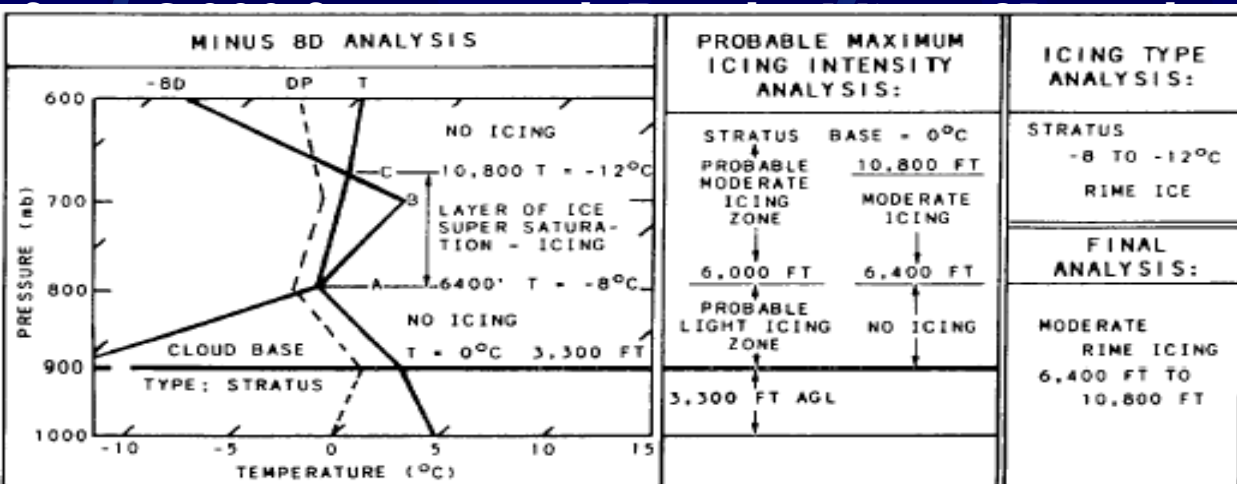 MINUS 8D ANALYSIS
-8D DP T
600
700
800
900
1000
PRESSURE (mb)
NO ICING
C 10,800 T = -12°C
B
LAYER OF ICE
SUPER SATURA-
TION - ICING
A 6400' T = -8°C
NO ICING
CLOUD BASE T = 0°C 3,300 FT
TYPE: STRATUS
-10 -5 0 5 10 15
TEMPERATURE (°C)
PROBABLE MAXIMUM
ICING INTENSITY
ANALYSIS:
STRATUS BASE - 0°C
PROBABLE
MODERATE
ICING
ZONE
10,800 FT
MODERATE
ICING
6,000 FT 6,400 FT
PROBABLE
LIGHT ICING
ZONE
NO ICING
3,300 FT AGL
ICING TYPE
ANALYSIS:
STRATUS
-8 TO -12°C
RIME ICE
FINAL
ANALYSIS:
MODERATE
RIME ICING
6,400 FT TO
10,800 FT